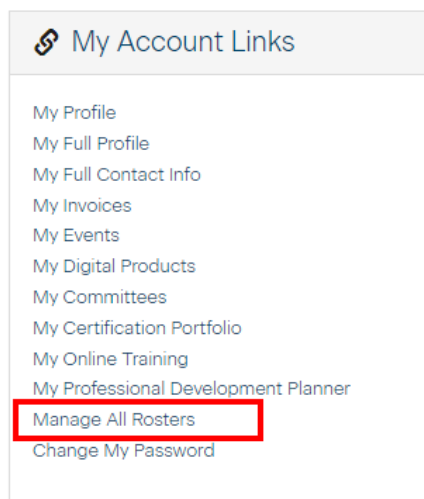 My Account Links
My Profile
My Full Profile
My Full Contact Info
My Invoices
My Events
My Digital Products
My Committees
My Certification Portfolio
My Online Training
My Professional Development Planner
Manage All Rosters
Change My Password